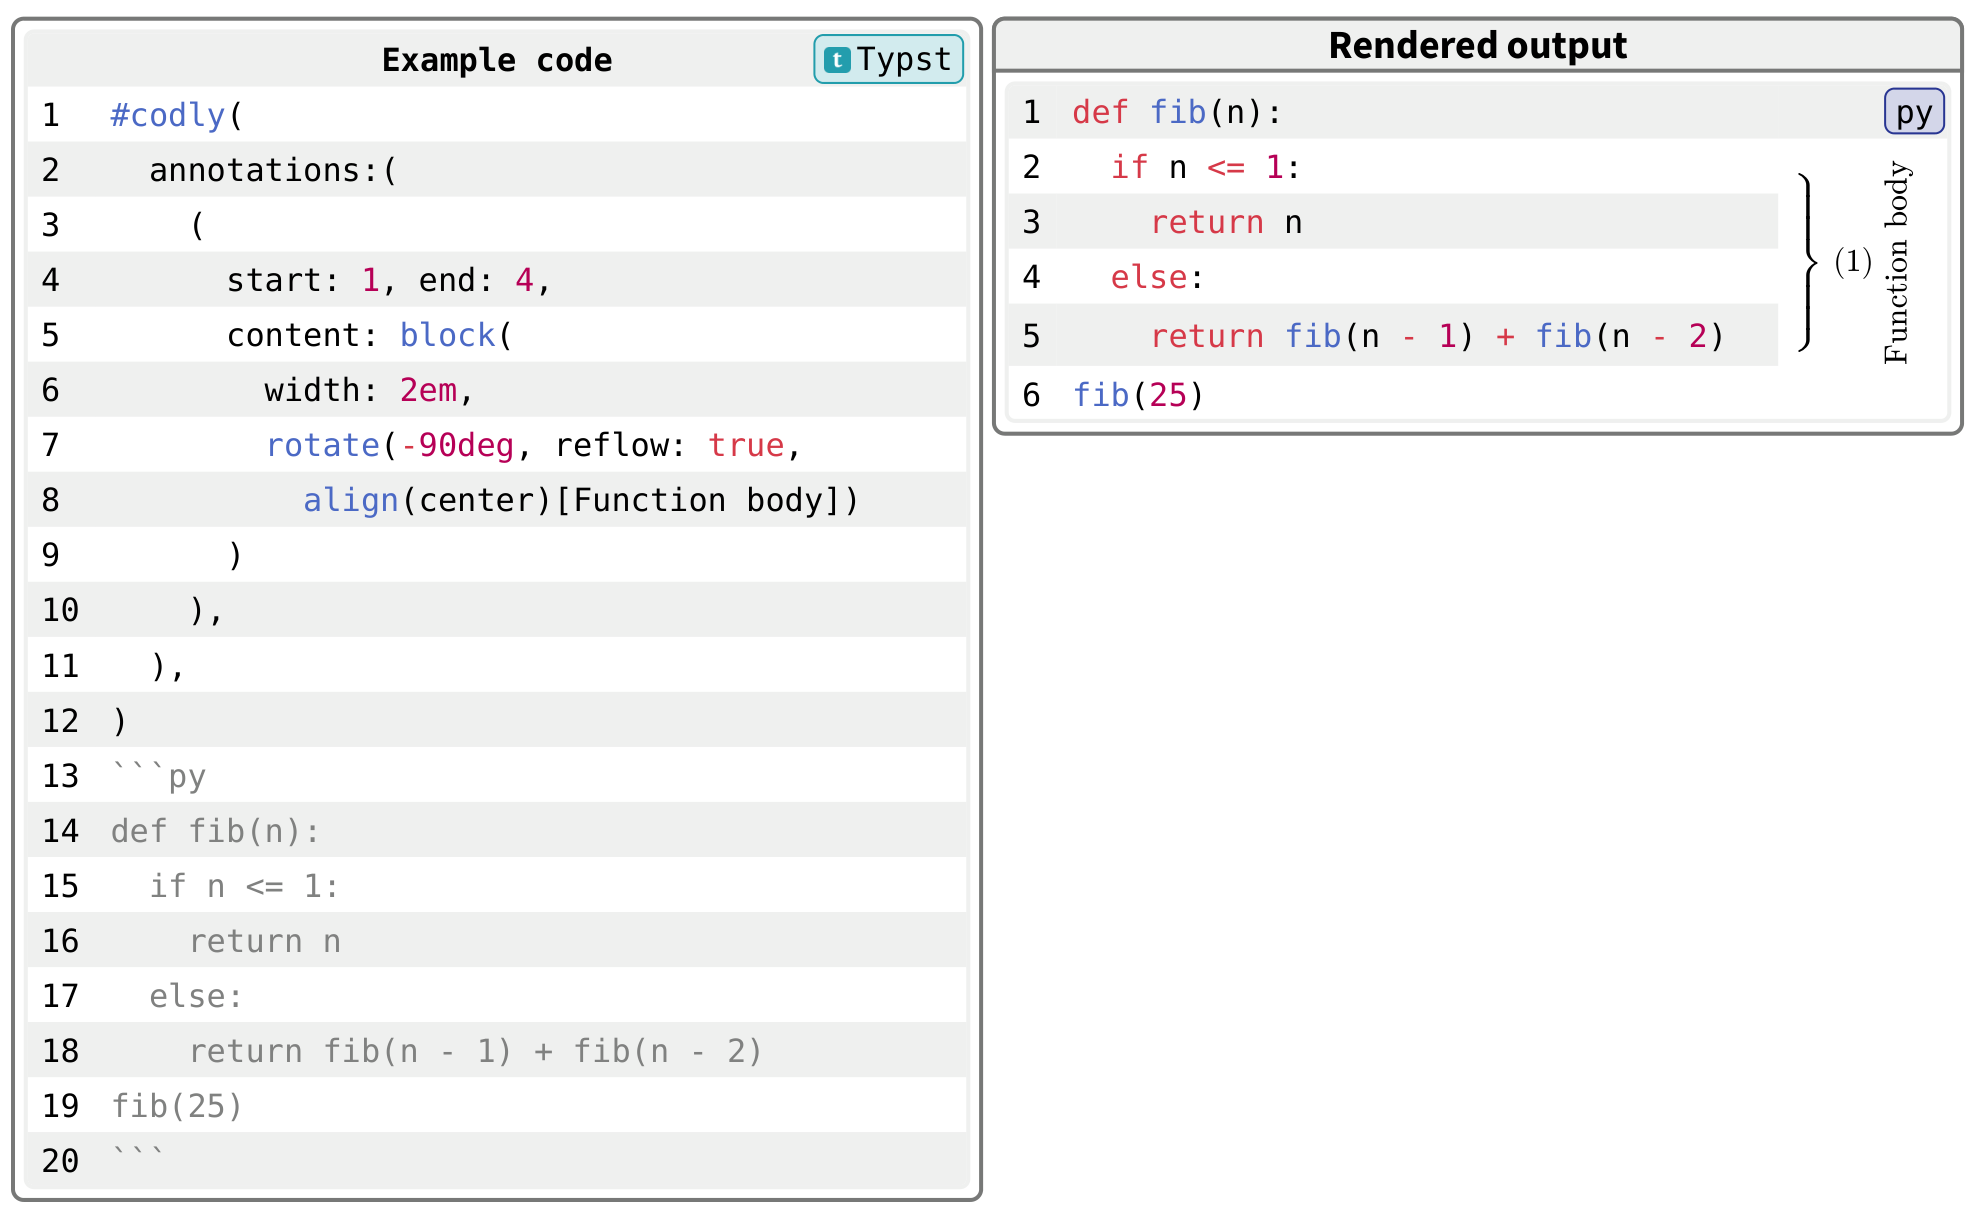 Example code
t Typst
1 #codly(
2   annotations:(
3     (
4       start: 1, end: 4,
5       content: block(
6         width: 2em,
7         rotate(-90deg, reflow: true,
8           align(center)[Function body])
9       )
10     ),
11   ),
12 )
13 ```py
14 def fib(n):
15   if n <= 1:
16     return n
17   else:
18     return fib(n - 1) + fib(n - 2)
19 fib(25)
20 ```
Rendered output
1 def fib(n):
py
2   if n <= 1:
3     return n
4   else:
5     return fib(n - 1) + fib(n - 2)
6 fib(25)
(1)
Function body